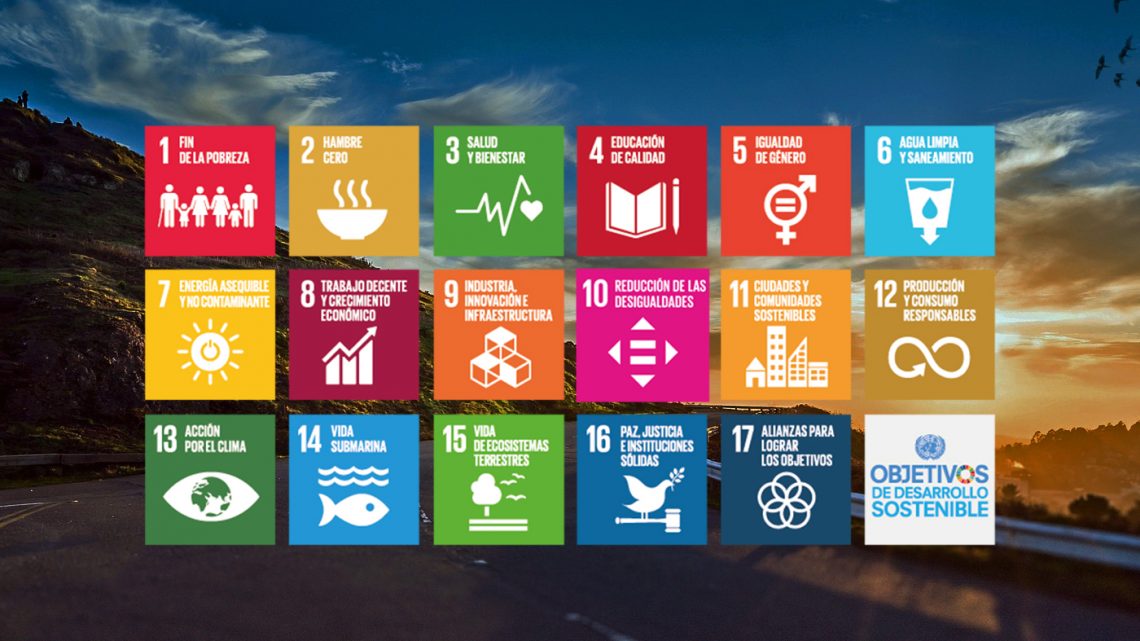 1 FIN
DE LA POBREZA
2 HAMBRE
CERO
3 SALUD
Y BIENESTAR
4 EDUCACIÓN
DE CALIDAD
5 IGUALDAD
DE GÉNERO
6 AGUA LIMPIA
Y SANEAMIENTO
7 ENERGÍA ASEQUIBLE
Y NO CONTAMINANTE
8 TRABAJO DECENTE
Y CRECIMIENTO
ECONÓMICO
9 INDUSTRIA,
INNOVACIÓN E
INFRAESTRUCTURA
10 REDUCCIÓN DE LAS
DESIGUALDADES
11 CIUDADES Y
COMUNIDADES
SOSTENIBLES
12 PRODUCCIÓN
Y CONSUMO
RESPONSABLES
13 ACCIÓN
POR EL CLIMA
14 VIDA
SUBMARINA
15 VIDA
DE ECOSISTEMAS
TERRESTRES
16 PAZ, JUSTICIA
E INSTITUCIONES
SÓLIDAS
17 ALIANZAS PARA
LOGRAR
LOS OBJETIVOS
OBJETIVOS
DE DESARROLLO
SOSTENIBLE